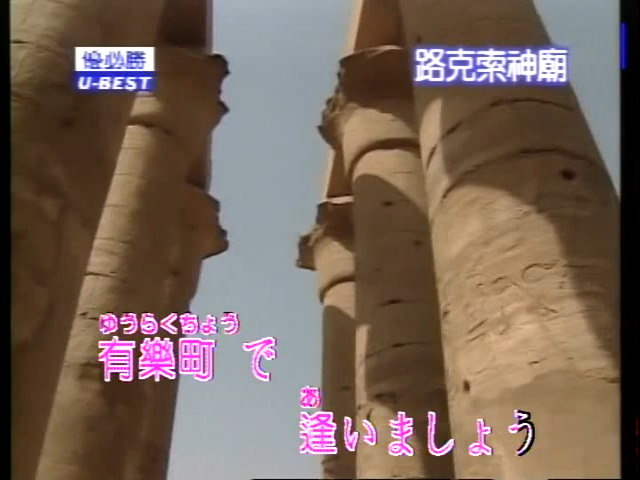 優必勝
U-BEST
路克索神廟
ゆうらくちょう
有樂町で
あ
逢いましょう